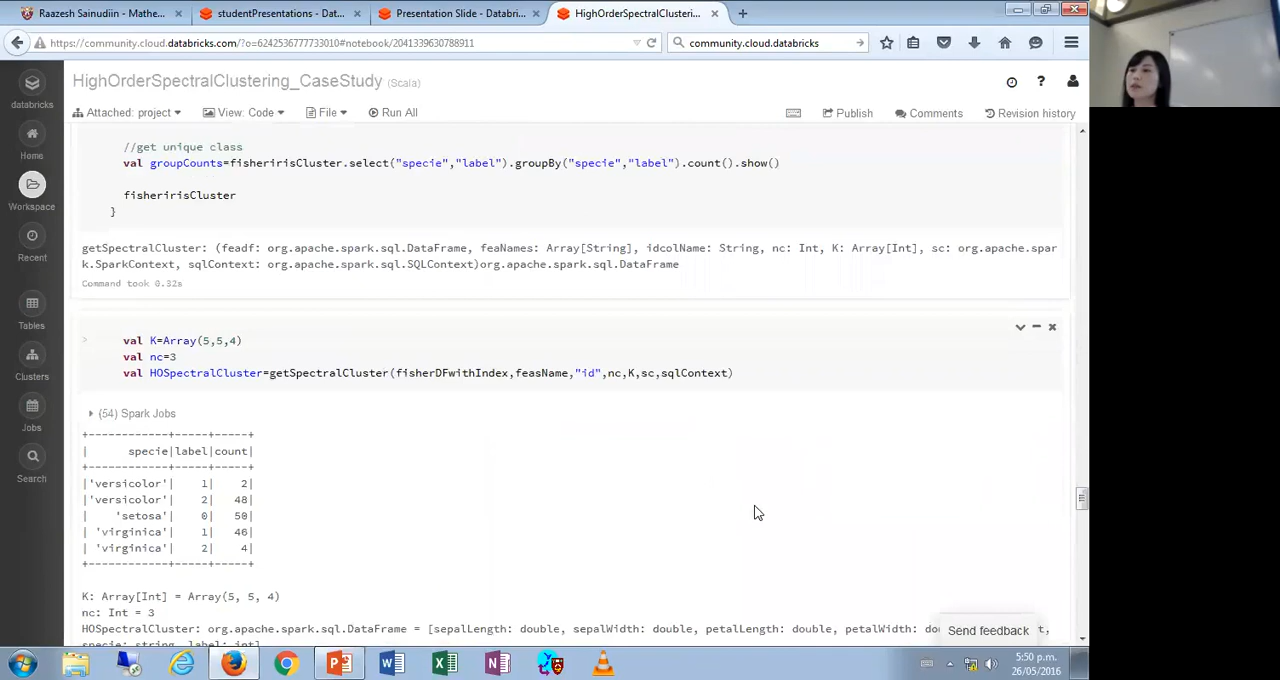 Raazesh Sainudiin - Mathe...
studentPresentations - Dat...
Presentation Slide - Databri...
HighOrderSpectralClusterin...
https://community.cloud.databricks.com/?o=6242536777733010#notebook/2041339630788911
community.cloud.databricks
databricks
Home
Workspace
Recent
Tables
Clusters
Jobs
Search
HighOrderSpectralClustering_CaseStudy (Scala)
Attached: project View: Code File Run All Publish Comments Revision history
//get unique class
val groupCounts=fisheririsCluster.select("specie","label").groupBy("specie","label").count().show()
fisheririsCluster
}
getSpectralCluster: (feadf: org.apache.spark.sql.DataFrame, feaNames: Array[String], idcolName: String, nc: Int, K: Array[Int], sc: org.apache.spar
k.SparkContext, sqlContext: org.apache.spark.sql.SQLContext)org.apache.spark.sql.DataFrame
Command took 0.32s
val K=Array(5,5,4)
val nc=3
val HOSpectralCluster=getSpectralCluster(fisherDFwithIndex,feasName,"id",nc,K,sc,sqlContext)
(54) Spark Jobs
+------------+-----+-----+
| specie|label|count|
+------------+-----+-----+
|'versicolor'| 1| 2|
|'versicolor'| 2| 48|
| 'setosa'| 0| 50|
| 'virginica'| 1| 46|
| 'virginica'| 2| 4|
+------------+-----+-----+
K: Array[Int] = Array(5, 5, 4)
nc: Int = 3
HOSpectralCluster: org.apache.spark.sql.DataFrame = [sepalLength: double, sepalWidth: double, petalLength: double, petalWidth:
Send feedback
5:50 p.m.
26/05/2016